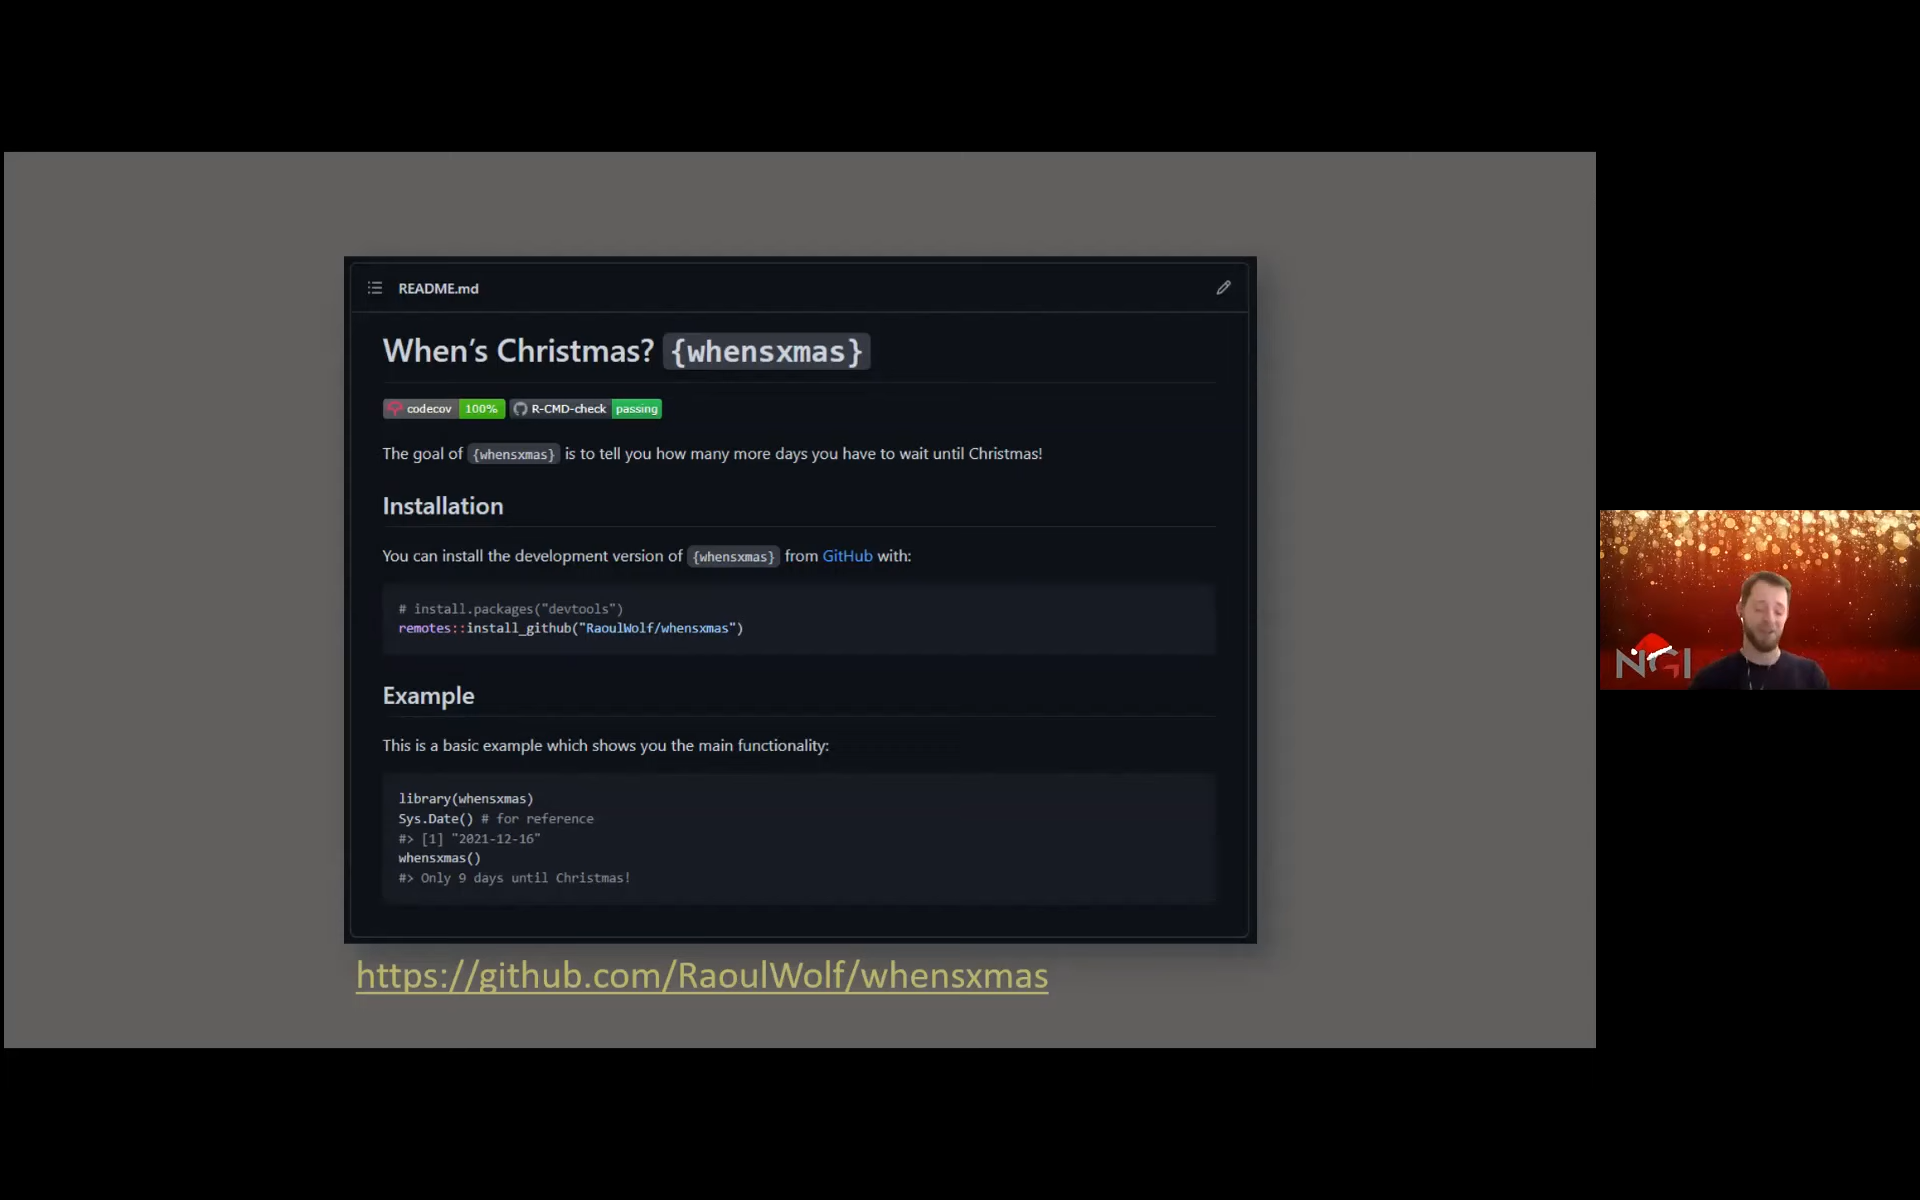 README.md
When’s Christmas? {whensxmas}
codecov 100% R-CMD-check passing
The goal of {whensxmas} is to tell you how many more days you have to wait until Christmas!
Installation
You can install the development version of {whensxmas} from GitHub with:
# install.packages("devtools")
remotes::install_github("RaoulWolf/whensxmas")
Example
This is a basic example which shows you the main functionality:
library(whensxmas)
Sys.Date() # for reference
#> [1] "2021-12-16"
whensxmas()
#> Only 9 days until Christmas!
https://github.com/RaoulWolf/whensxmas
NGI